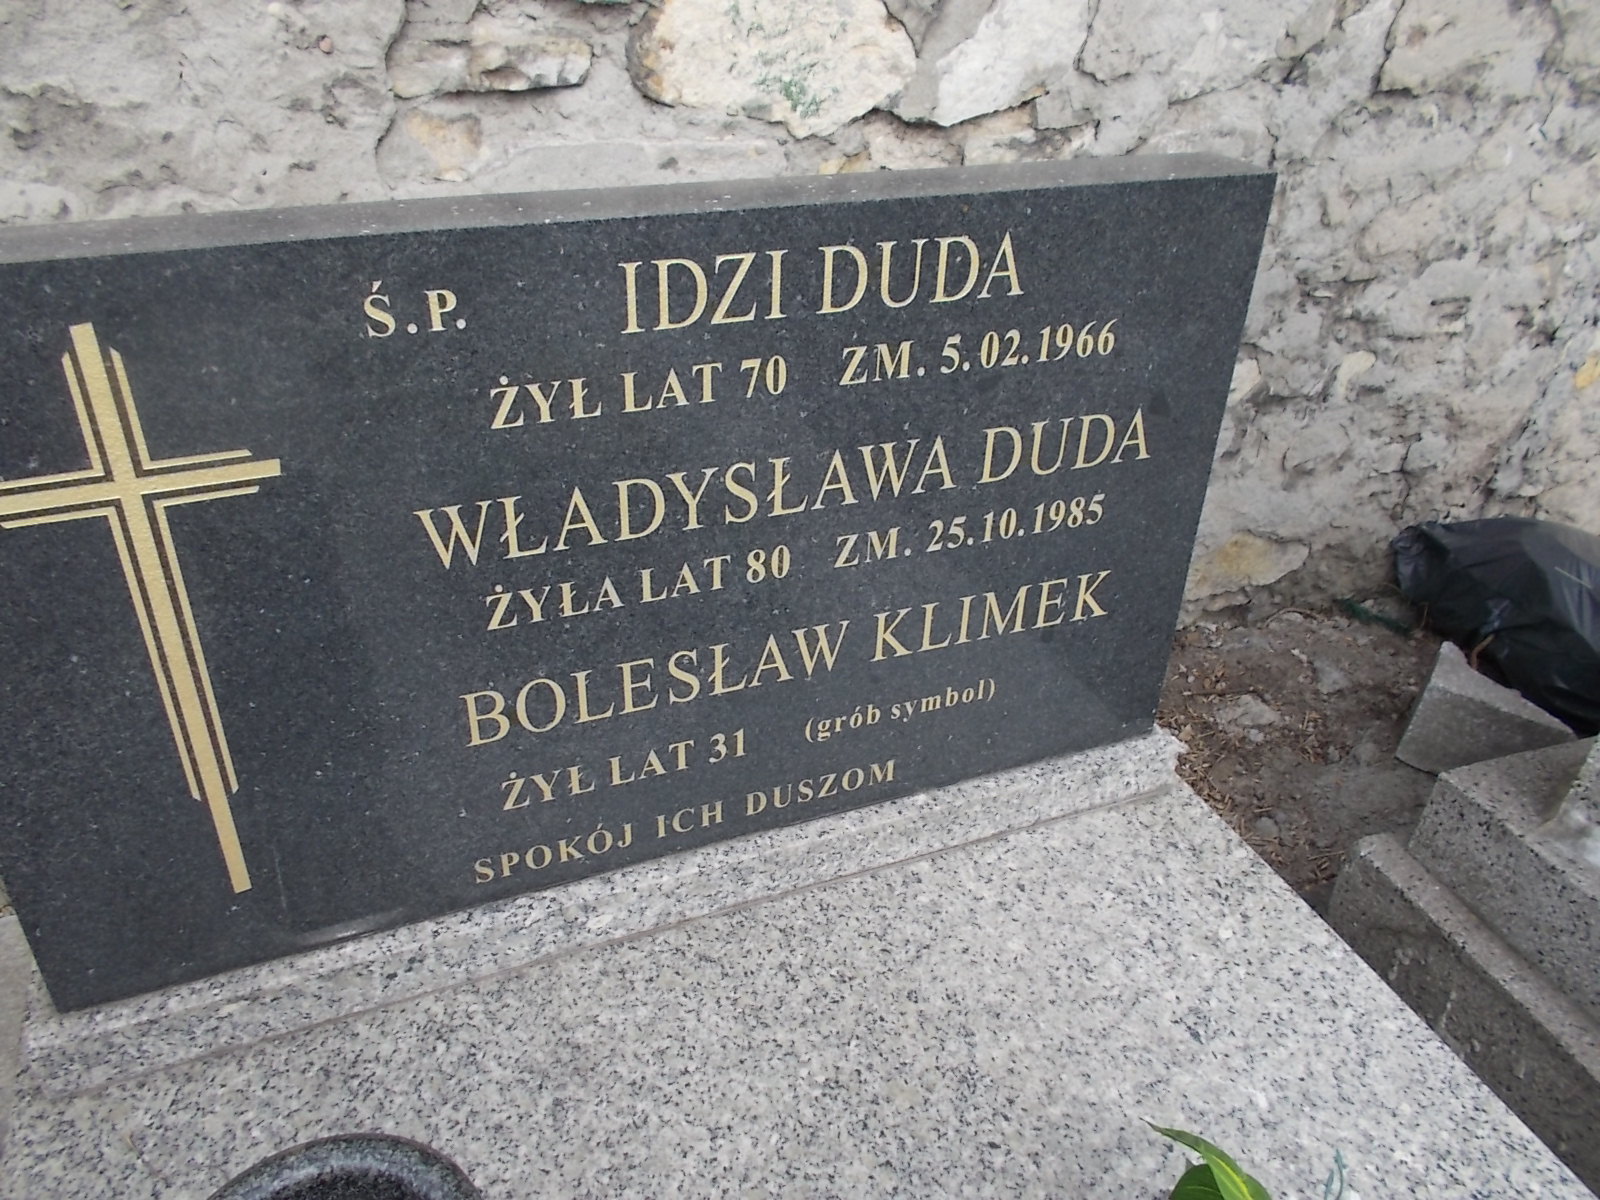 Ś.P. IDZI DUDA
ŻYŁ LAT 70 ZM. 5.02.1966
WŁADYSŁAWA DUDA
ŻYŁA LAT 80 ZM. 25.10.1985
BOLESŁAW KLIMEK
ŻYŁ LAT 31 (grób symbol)
SPOKÓJ ICH DUSZOM